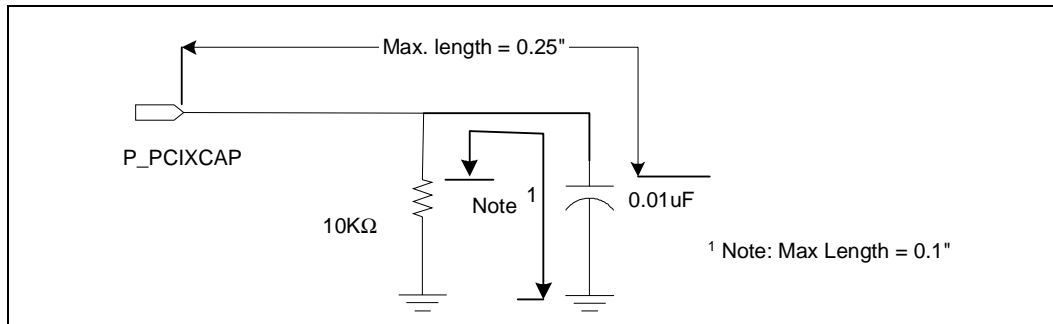 Max. length = 0.25"
P_PCIXCAP
Note 1
0.01uF
10KΩ
1 Note: Max Length = 0.1"